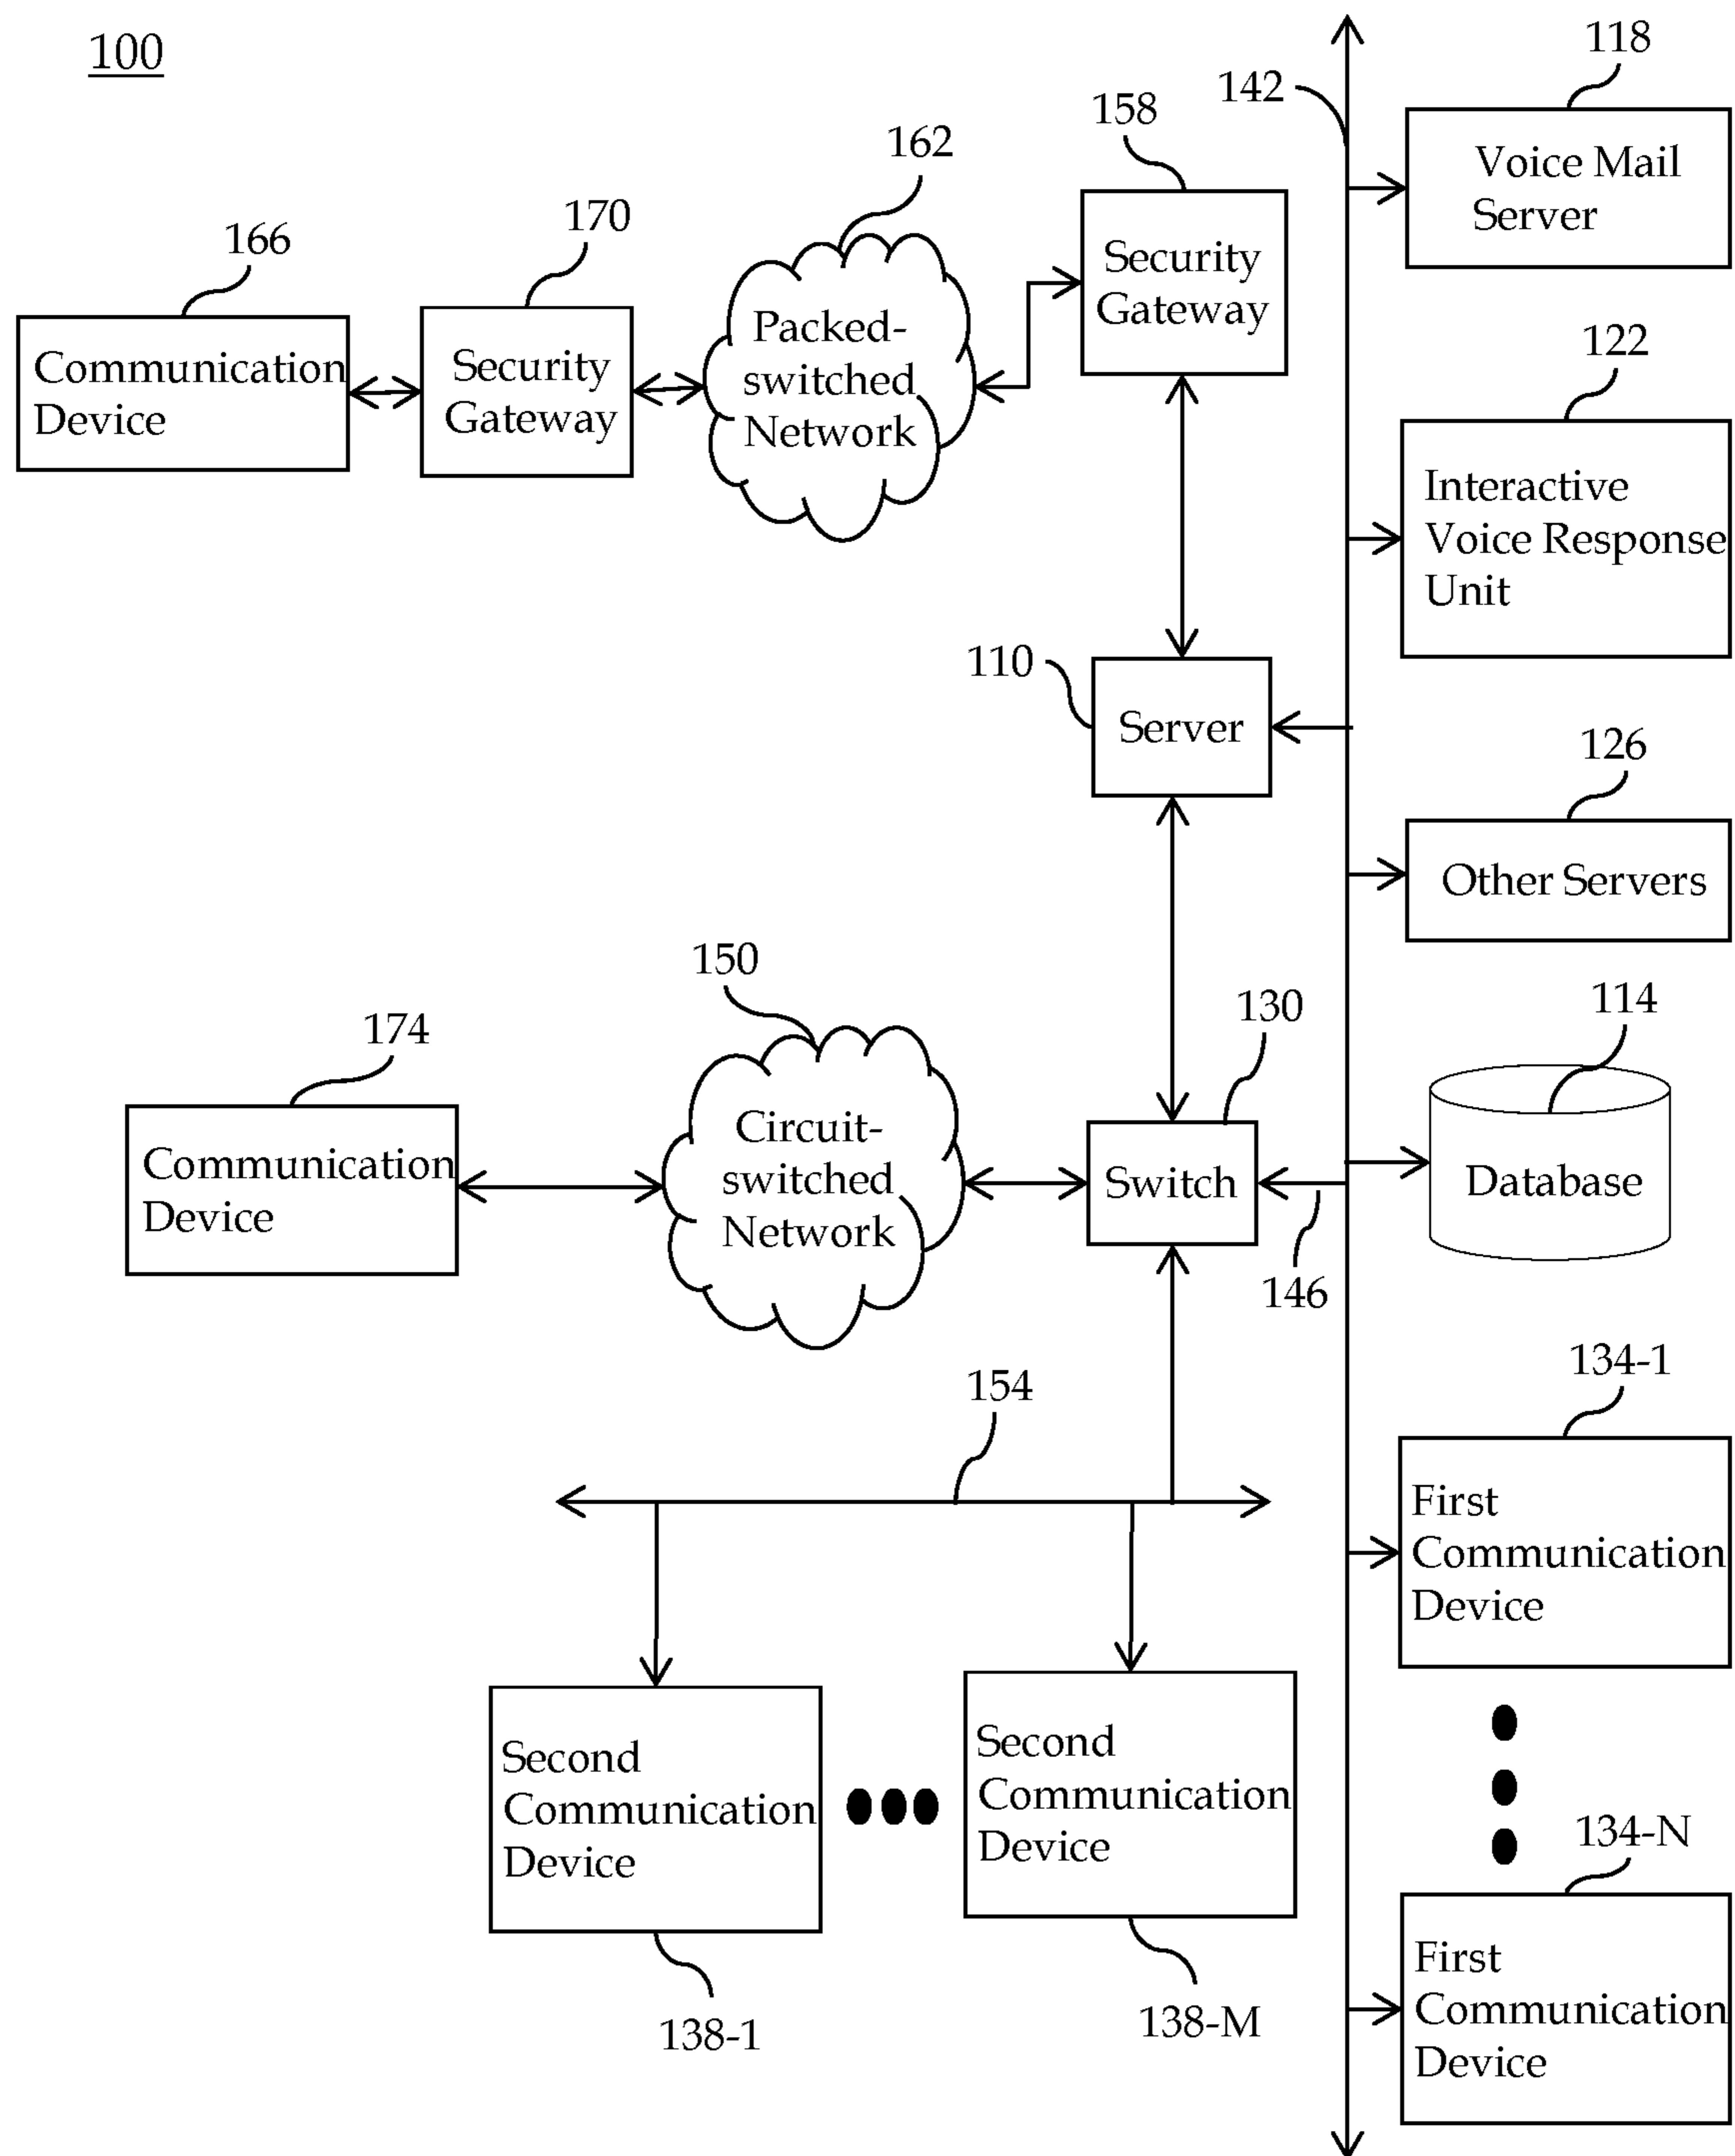 100
118
142
158
162
Voice Mail
Server
170
166
Security
Gateway
Packed-
switched
Network
122
Communication
Device
Security
Gateway
Interactive
Voice Response
Unit
110
Server
126
Other Servers
150
130
114
174
Circuit-
switched
Network
Communication
Device
Switch
Database
146
134-1
154
First
Communication
Device
Second
Communication
Device
Second
Communication
Device
134-N
First
Communication
Device
138-1
138-M